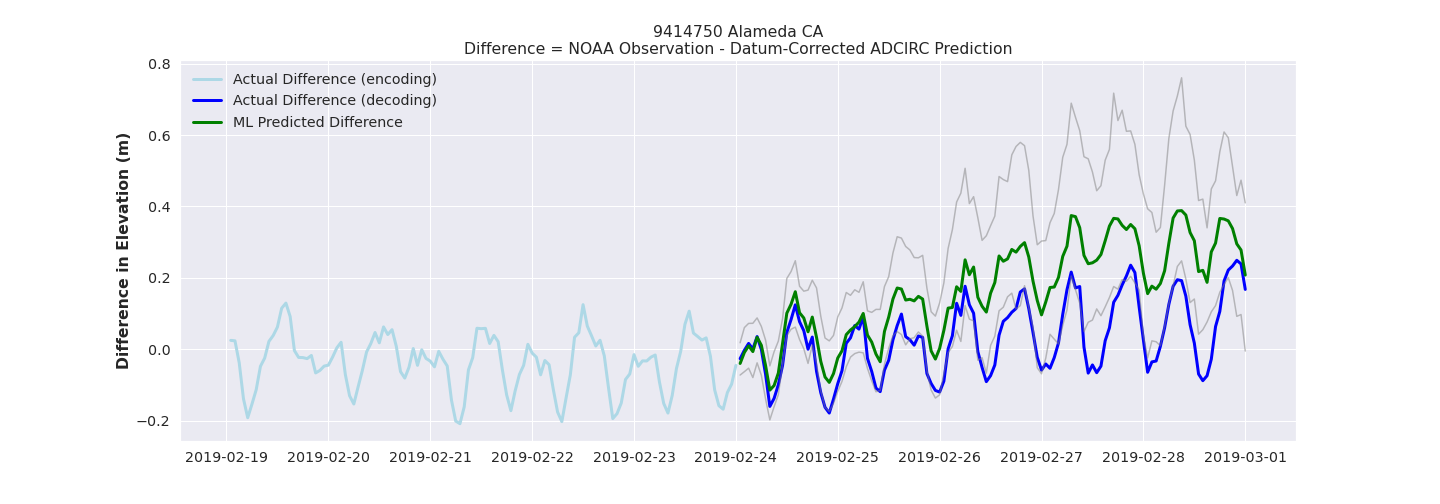 9414750 Alameda CA
Difference = NOAA Observation - Datum-Corrected ADCIRC Prediction
Difference in Elevation (m)
0.8
0.6
0.4
0.2
0.0
−0.2
Actual Difference (encoding)
Actual Difference (decoding)
ML Predicted Difference
2019-02-19 2019-02-20 2019-02-21 2019-02-22 2019-02-23 2019-02-24 2019-02-25 2019-02-26 2019-02-27 2019-02-28 2019-03-01